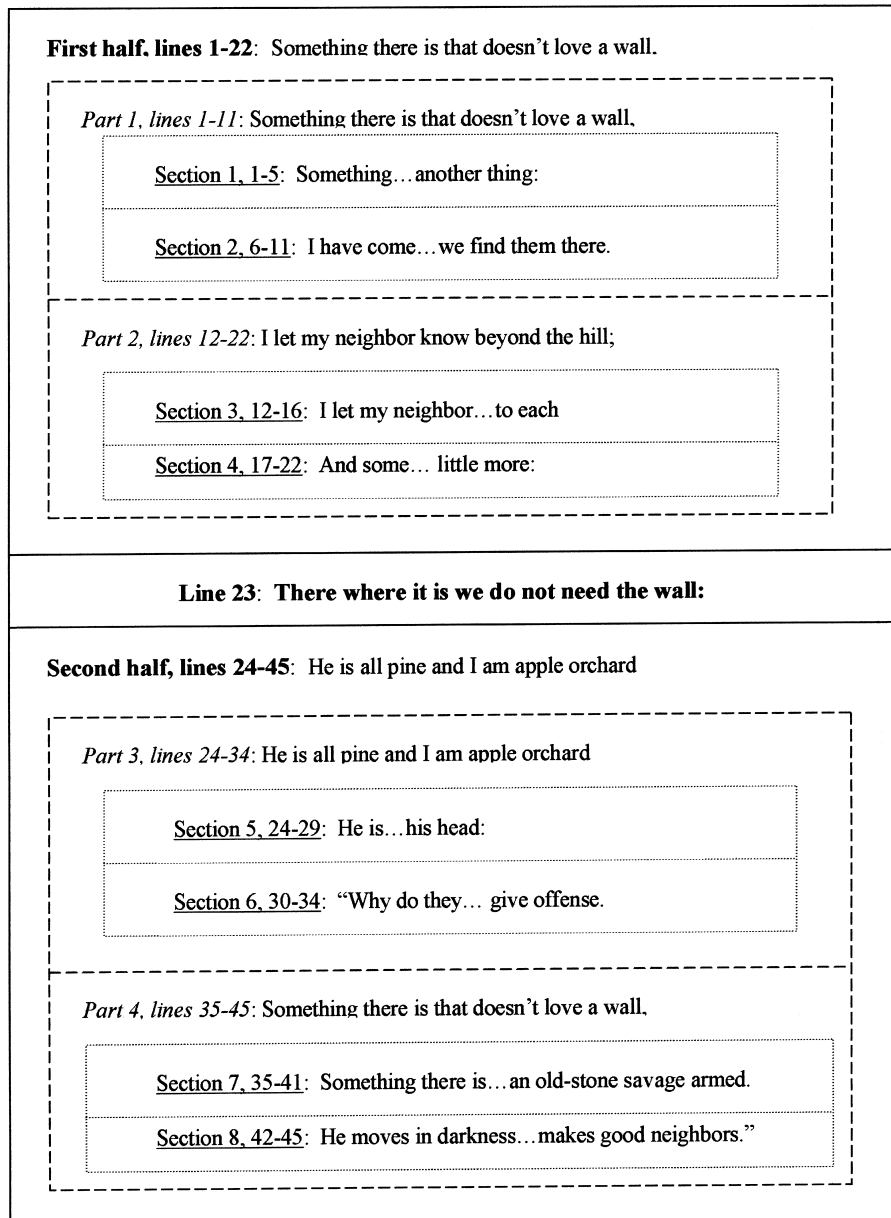 First half, lines 1-22: Something there is that doesn't love a wall.
Part 1, lines 1-11: Something there is that doesn't love a wall,
Section 1, 1-5: Something…another thing:
Section 2, 6-11: I have come…we find them there.
Part 2, lines 12-22: I let my neighbor know beyond the hill;
Section 3, 12-16: I let my neighbor…to each
Section 4, 17-22: And some… little more:
Line 23: There where it is we do not need the wall:
Second half, lines 24-45: He is all pine and I am apple orchard
Part 3, lines 24-34: He is all pine and I am apple orchard
Section 5, 24-29: He is…his head:
Section 6, 30-34: “Why do they… give offense.
Part 4, lines 35-45: Something there is that doesn't love a wall,
Section 7, 35-41: Something there is…an old-stone savage armed.
Section 8, 42-45: He moves in darkness…makes good neighbors.”